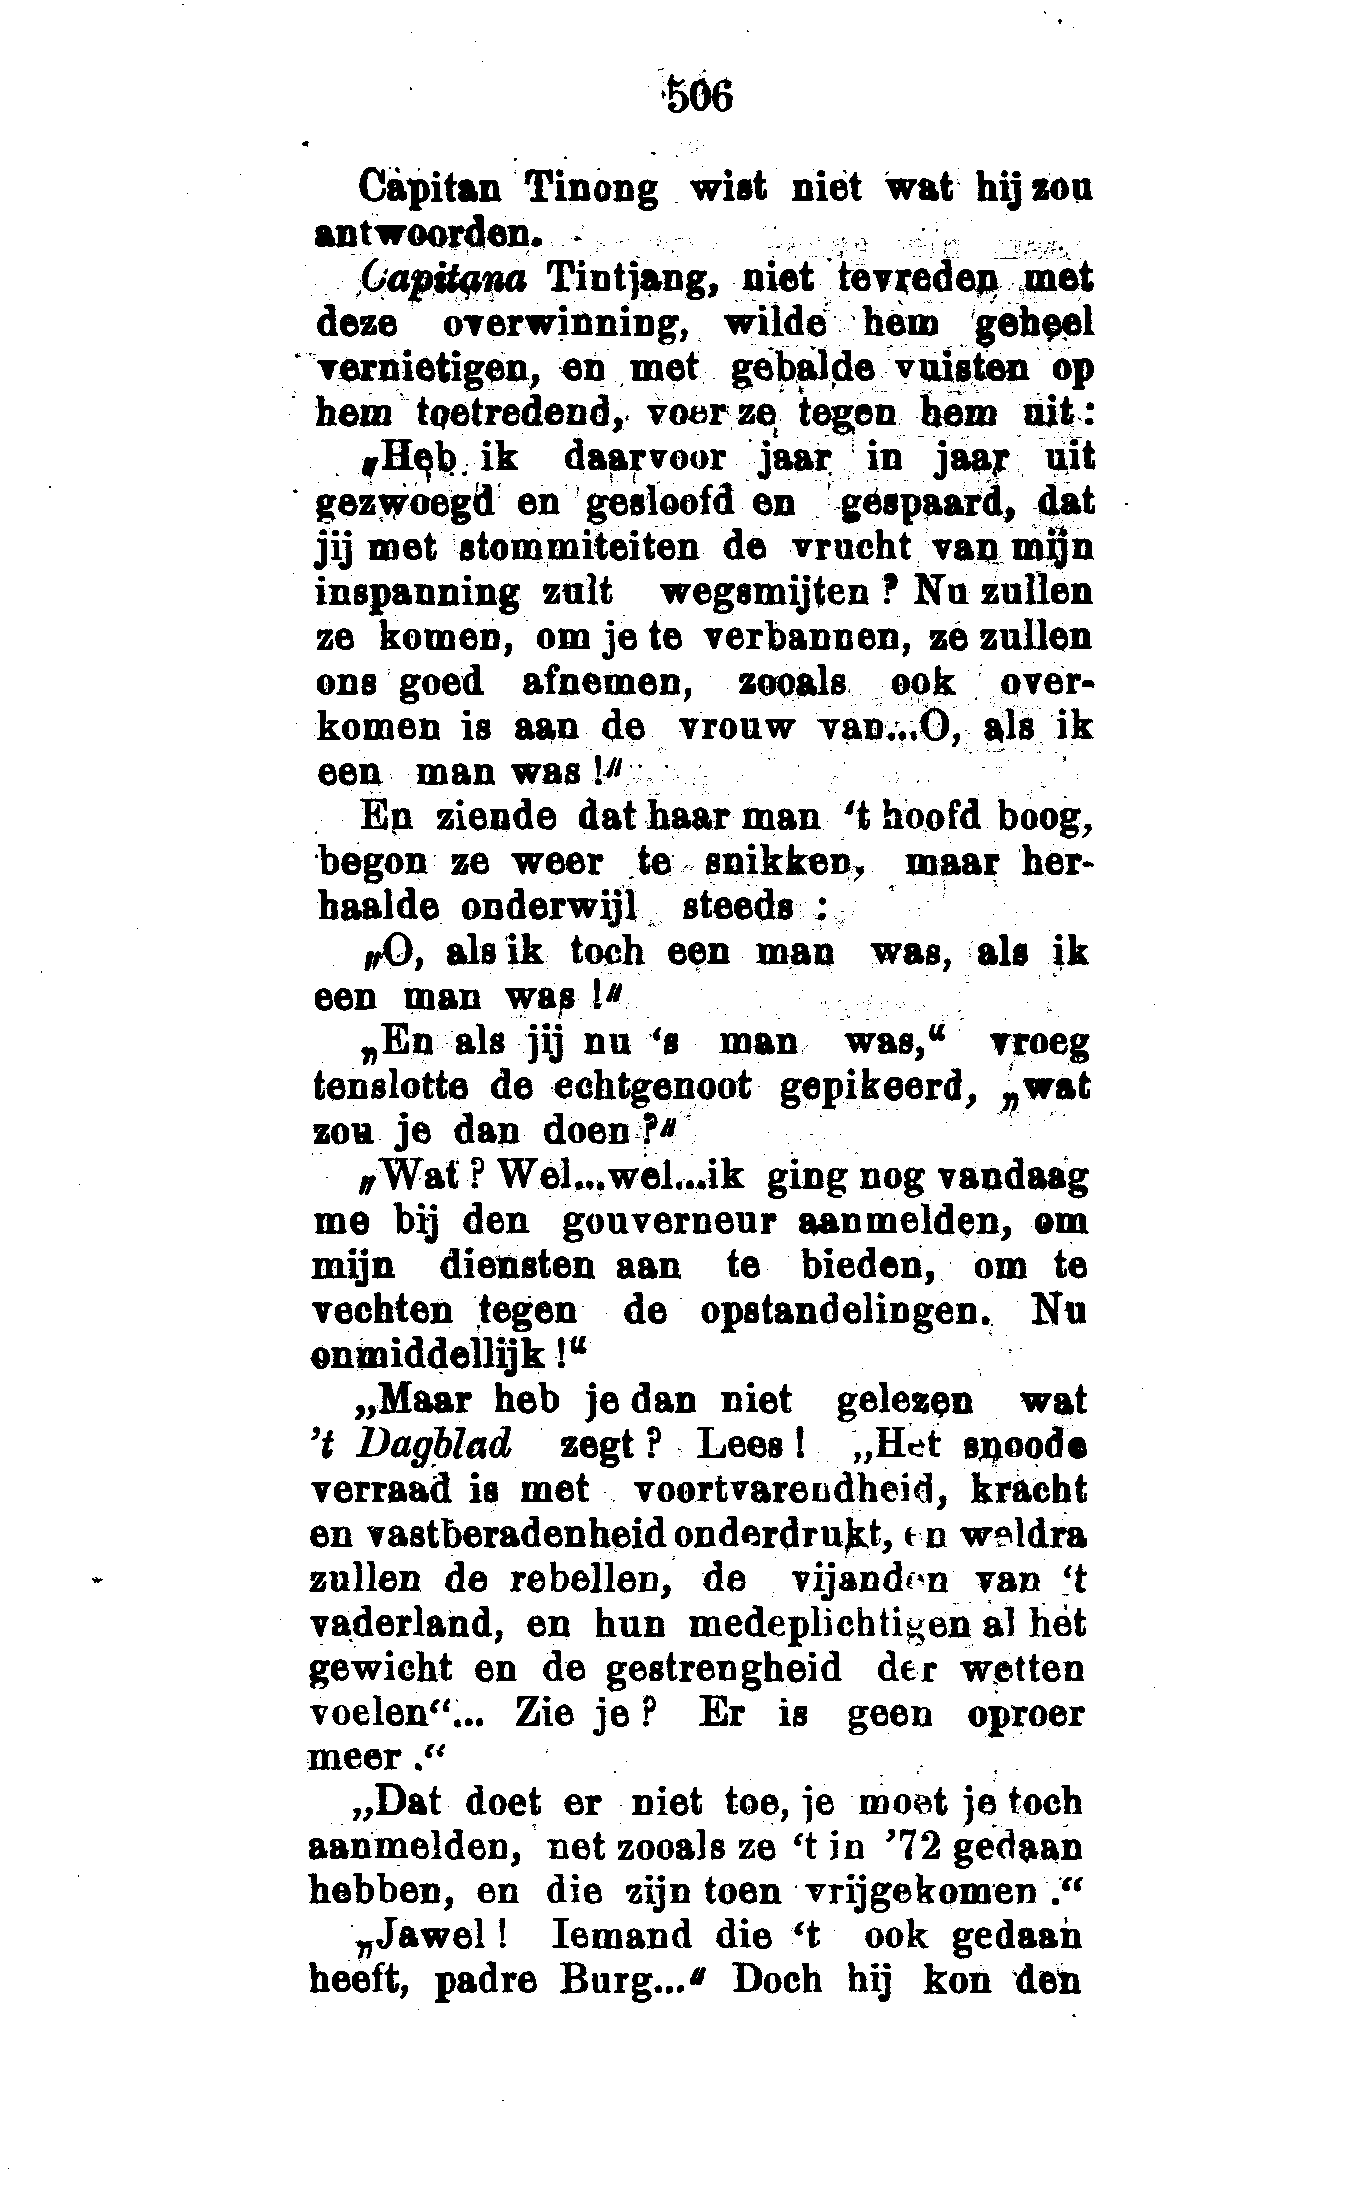 506
Capitan Tinong wist niet wat hij zou
antwoorden.
Capitana Tintjang, niet tevreden met
deze overwinning, wilde hem geheel
vernietigen, en met gebalde vuisten op
hem toetredend, voer ze tegen hem uit:
„Heb ik daarvoor jaar in jaar uit
gezwoegd en gesloofd en gespaard, dat
jij met stommiteiten de vrucht van mijn
inspanning zult wegsmijten ? Nu zullen
ze komen, om je te verbannen, ze zullen
ons goed afnemen, zooals ook over-
komen is aan de vrouw van...O, als ik
een man was !“
En ziende dat haar man ‘t hoofd boog,
begon ze weer te snikken, maar her-
haalde onderwijl steeds :
„O, als ik toch een man was, als ik
een man was !“
„En als jij nu ‘s man was,“ vroeg
tenslotte de echtgenoot gepikeerd, „wat
zou je dan doen ?“
„Wat ? Wel...wel...ik ging nog vandaag
me bij den gouverneur aanmelden, om
mijn diensten aan te bieden, om te
vechten tegen de opstandelingen. Nu
onmiddellijk !“
„Maar heb je dan niet gelezen wat
’t Dagblad zegt ? Lees ! „Het snoode
verraad is met voortvarendheid, kracht
en vastberadenheid onderdrukt, en weldra
zullen de rebellen, de vijanden van ‘t
vaderland, en hun medeplichtigen al het
gewicht en de gestrengheid der wetten
voelen“... Zie je ? Er is geen oproer
meer .“
„Dat doet er niet toe, je moet je toch
aanmelden, net zooals ze ‘t in ’72 gedaan
hebben, en die zijn toen vrijgekomen .“
„Jawel ! Iemand die ‘t ook gedaan
heeft, padre Burg...“ Doch hij kon den